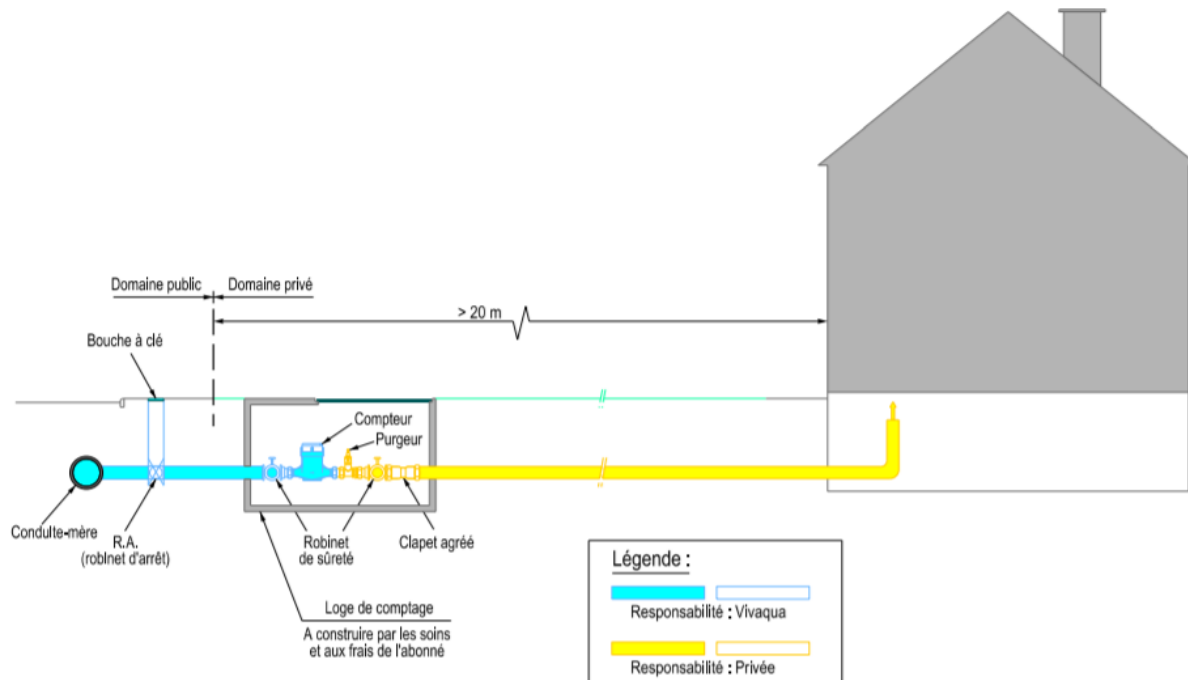 Domaine public
Domaine privé
> 20 m
Bouche à clé
Compteur
Purgeur
Conduite-mère
R.A.
(robinet d'arrêt)
Robinet
de sûreté
Clapet agréé
Loge de comptage
A construire par les soins
et aux frais de l'abonné
Légende :
Responsabilité : Vivaqua
Responsabilité : Privée